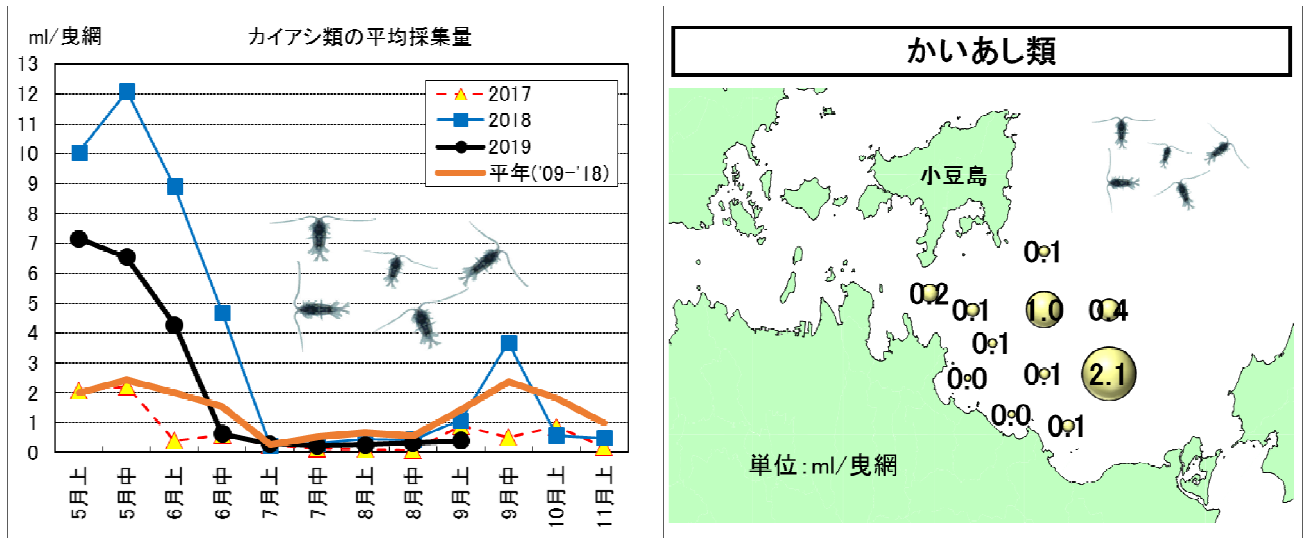 ml/曳網
カイアシ類の平均採集量
13
12
11
10
9
8
7
6
5
4
3
2
1
0
2017
2018
2019
平年('09-'18)
5月上
5月中
6月上
6月中
7月上
7月中
8月上
8月中
9月上
9月中
10月上
11月上
かいあし類
小豆島
0.1
0.2
0.1
1.0
0.4
0.1
0.0
0.1
2.1
0.0
0.1
単位:ml/曳網